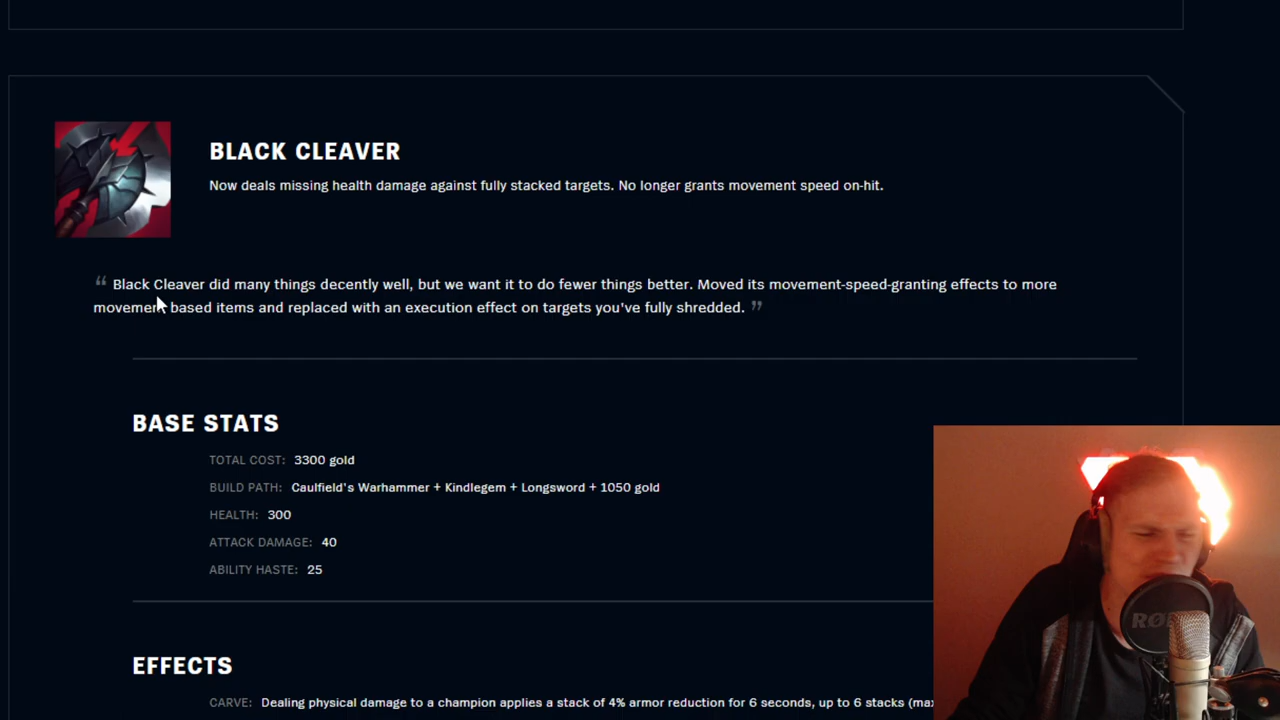 BLACK CLEAVER
Now deals missing health damage against fully stacked targets. No longer grants movement speed on-hit.
“ Black Cleaver did many things decently well, but we want it to do fewer things better. Moved its movement-speed-granting effects to more
movement based items and replaced with an execution effect on targets you've fully shredded. ”
BASE STATS
TOTAL COST: 3300 gold
BUILD PATH: Caulfield's Warhammer + Kindlegem + Longsword + 1050 gold
HEALTH: 300
ATTACK DAMAGE: 40
ABILITY HASTE: 25
EFFECTS
CARVE: Dealing physical damage to a champion applies a stack of 4% armor reduction for 6 seconds, up to 6 stacks (max
RØDE